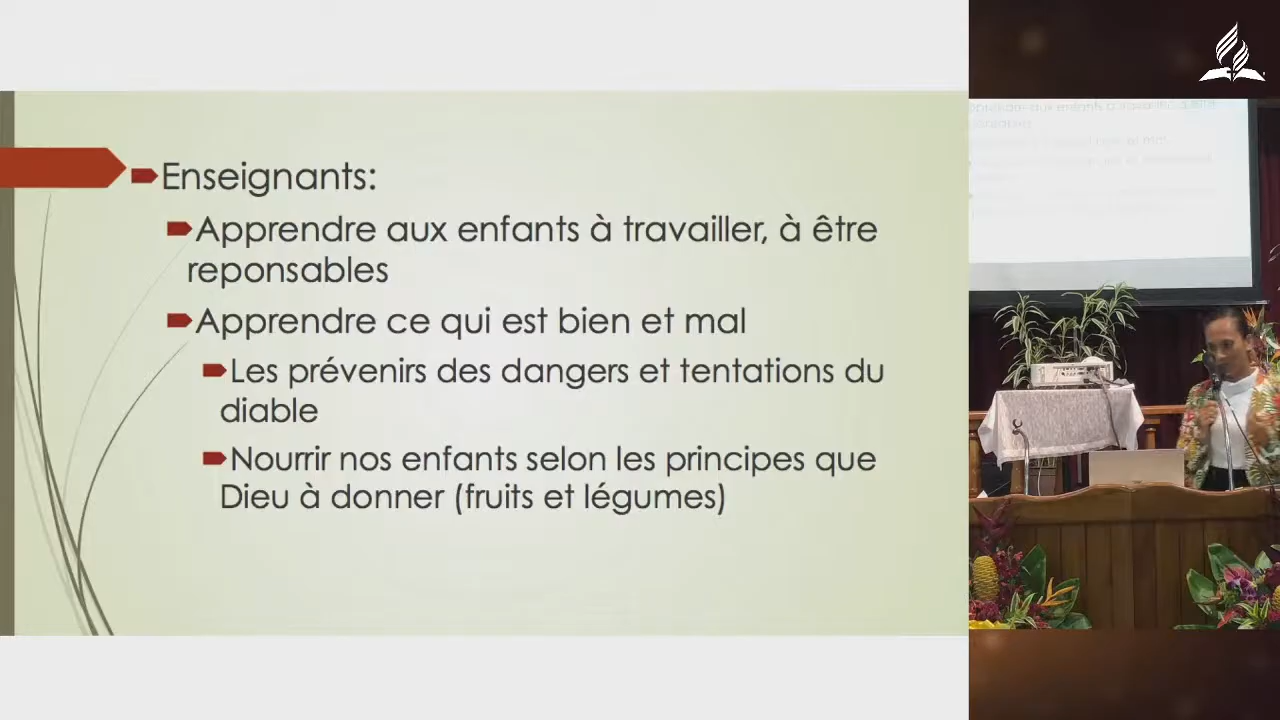 Enseignants:
Apprendre aux enfants à travailler, à être
reponsables
Apprendre ce qui est bien et mal
Les prévenirs des dangers et tentations du
diable
Nourrir nos enfants selon les principes que
Dieu à donner (fruits et légumes)